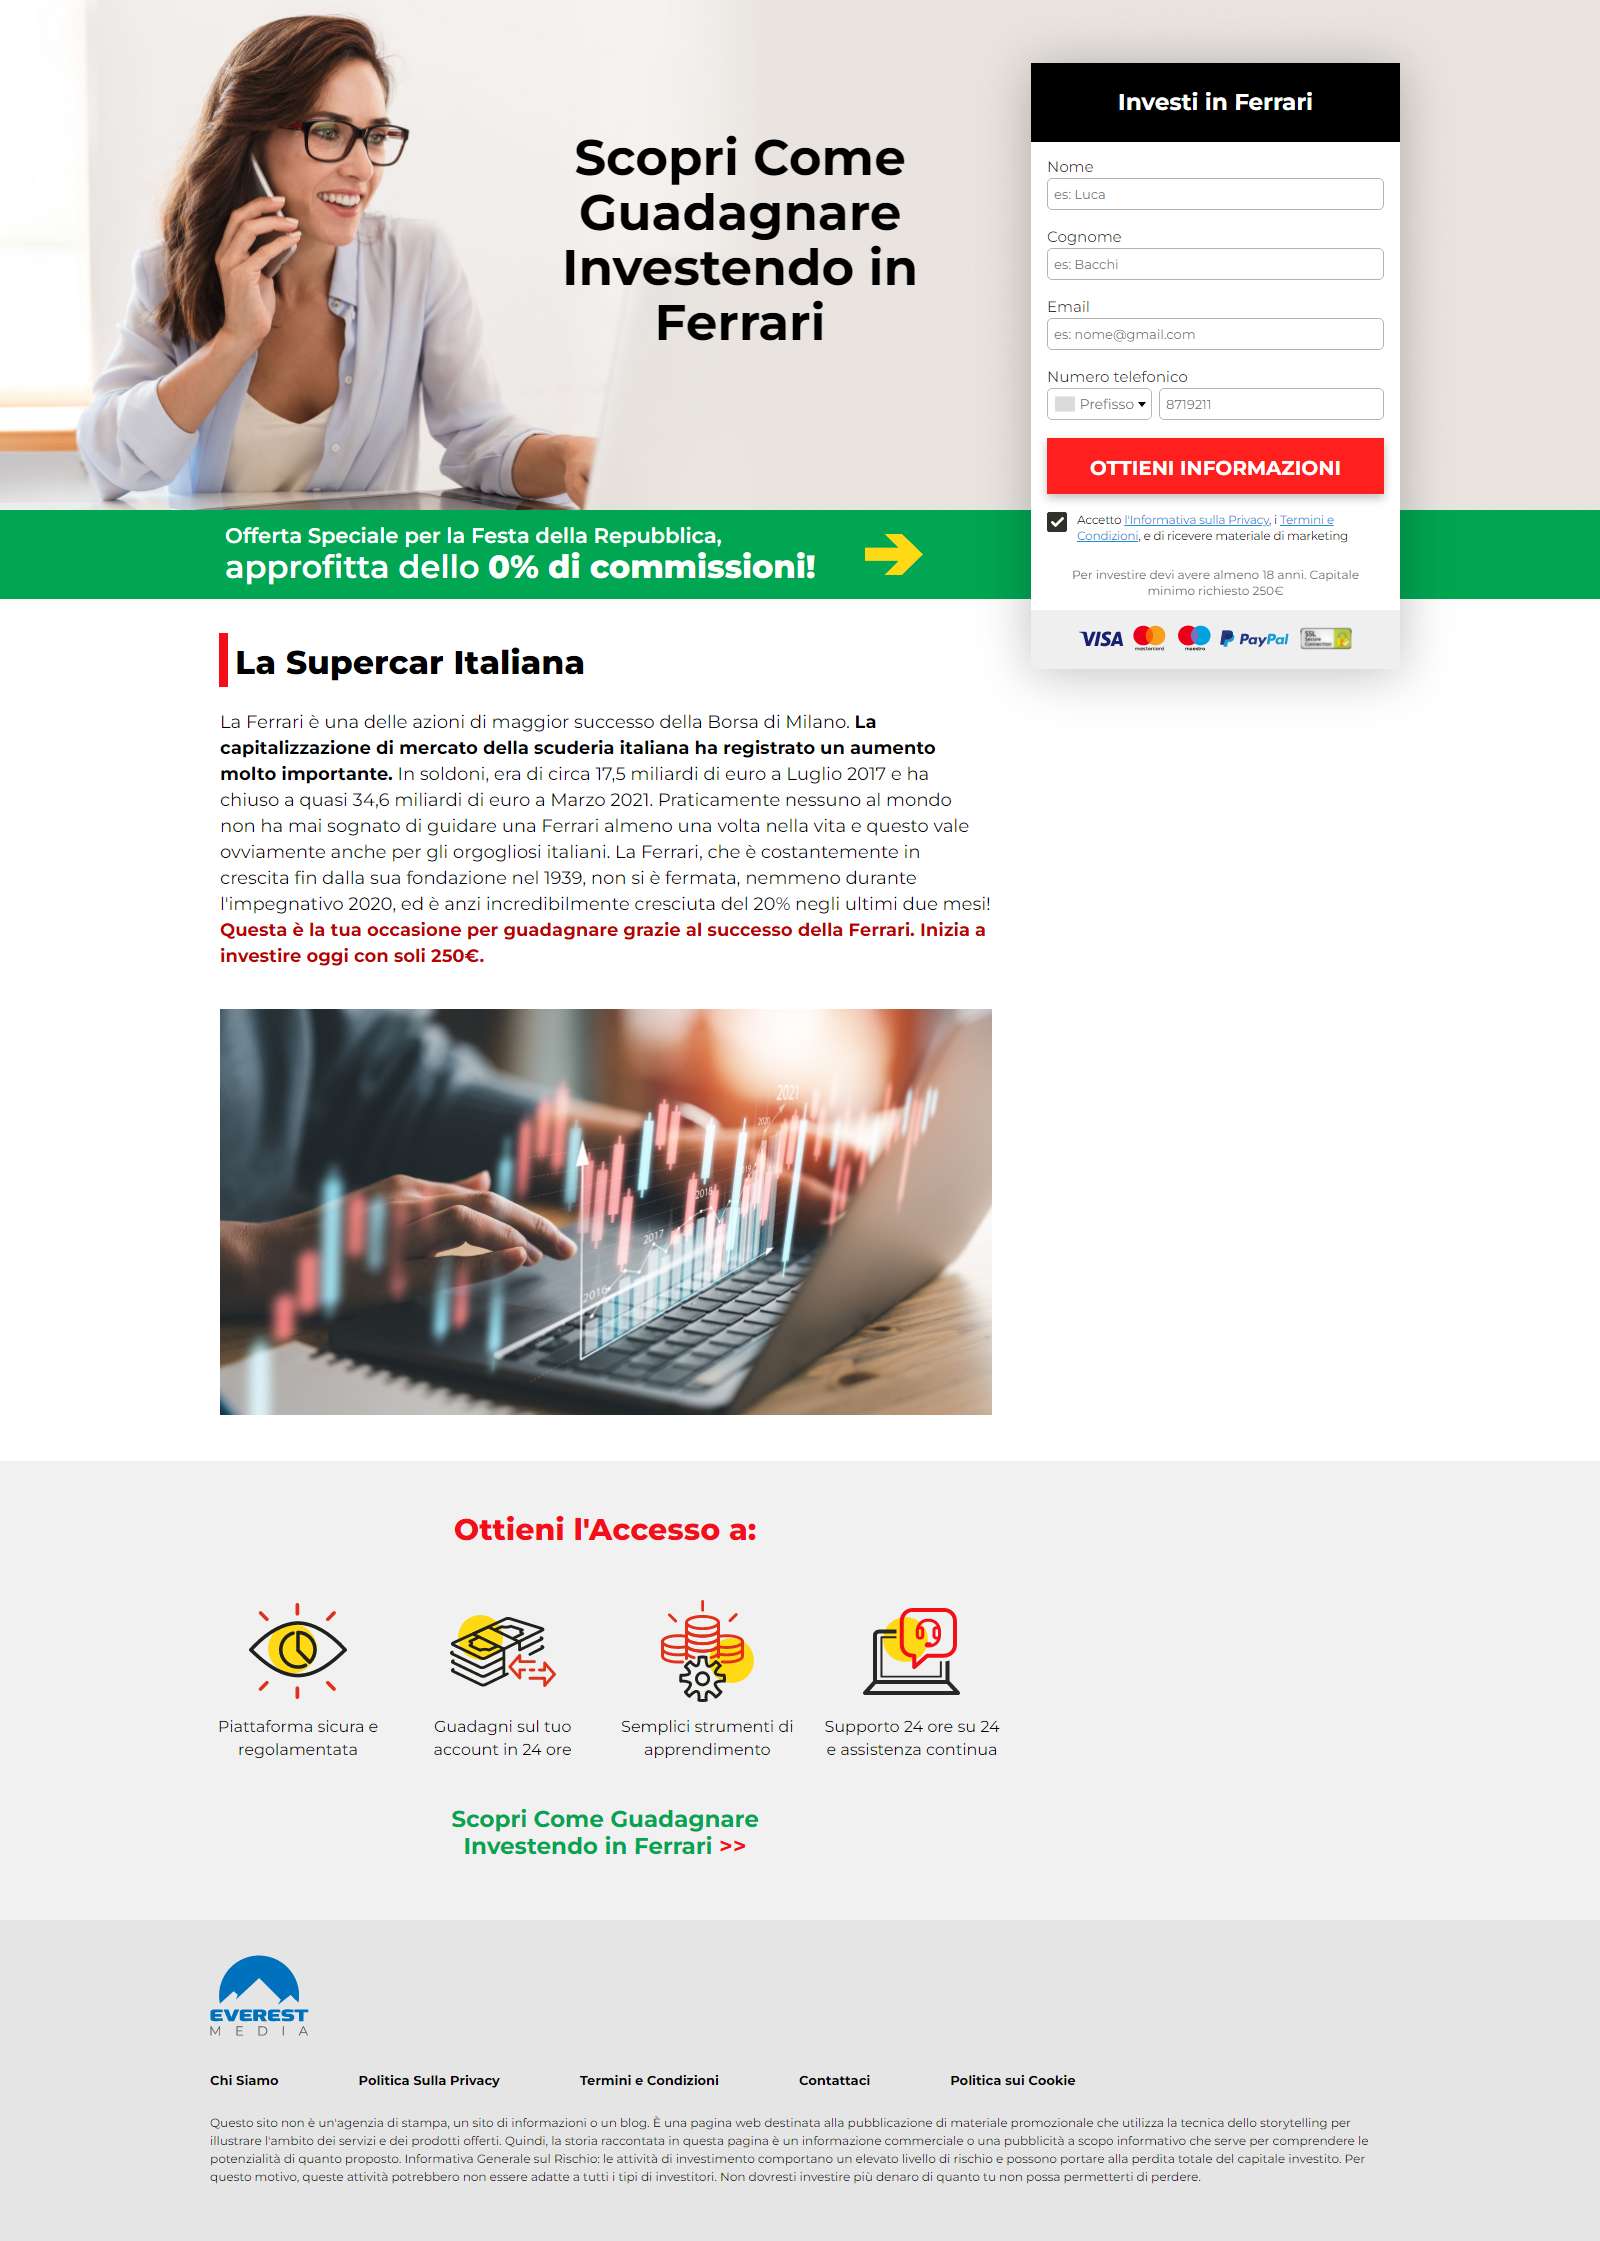 Scopri Come
Guadagnare
Investendo in
Ferrari
Investi in Ferrari
Nome
es: Luca
Cognome
es: Bacchi
Email
es: nome@gmail.com
Numero telefonico
Prefisso
8719211
OTTIENI INFORMAZIONI
Accetto l'Informativa sulla Privacy, i Termini e
Condizioni, e di ricevere materiale di marketing
Per investire devi avere almeno 18 anni. Capitale
minimo richiesto 250€
VISA mastercard maestro PayPal SSL Secure Connection
Offerta Speciale per la Festa della Repubblica,
approfitta dello 0% di commissioni!
La Supercar Italiana
La Ferrari è una delle azioni di maggior successo della Borsa di Milano. La
capitalizzazione di mercato della scuderia italiana ha registrato un aumento
molto importante. In soldoni, era di circa 17,5 miliardi di euro a Luglio 2017 e ha
chiuso a quasi 34,6 miliardi di euro a Marzo 2021. Praticamente nessuno al mondo
non ha mai sognato di guidare una Ferrari almeno una volta nella vita e questo vale
ovviamente anche per gli orgogliosi italiani. La Ferrari, che è costantemente in
crescita fin dalla sua fondazione nel 1939, non si è fermata, nemmeno durante
l'impegnativo 2020, ed è anzi incredibilmente cresciuta del 20% negli ultimi due mesi!
Questa è la tua occasione per guadagnare grazie al successo della Ferrari. Inizia a
investire oggi con soli 250€.
2021
2020
2018
2017
2016
Ottieni l'Accesso a:
Piattaforma sicura e
regolamentata
Guadagni sul tuo
account in 24 ore
Semplici strumenti di
apprendimento
Supporto 24 ore su 24
e assistenza continua
Scopri Come Guadagnare
Investendo in Ferrari >>
EVEREST
MEDIA
Chi Siamo
Politica Sulla Privacy
Termini e Condizioni
Contattaci
Politica sui Cookie
Questo sito non è un'agenzia di stampa, un sito di informazioni o un blog. È una pagina web destinata alla pubblicazione di materiale promozionale che utilizza la tecnica dello storytelling per
illustrare l'ambito dei servizi e dei prodotti offerti. Quindi, la storia raccontata in questa pagina è un informazione commerciale o una pubblicità a scopo informativo che serve per comprendere le
potenzialità di quanto proposto. Informativa Generale sul Rischio: le attività di investimento comportano un elevato livello di rischio e possono portare alla perdita totale del capitale investito. Per
questo motivo, queste attività potrebbero non essere adatte a tutti i tipi di investitori. Non dovresti investire più denaro di quanto tu non possa permetterti di perdere.